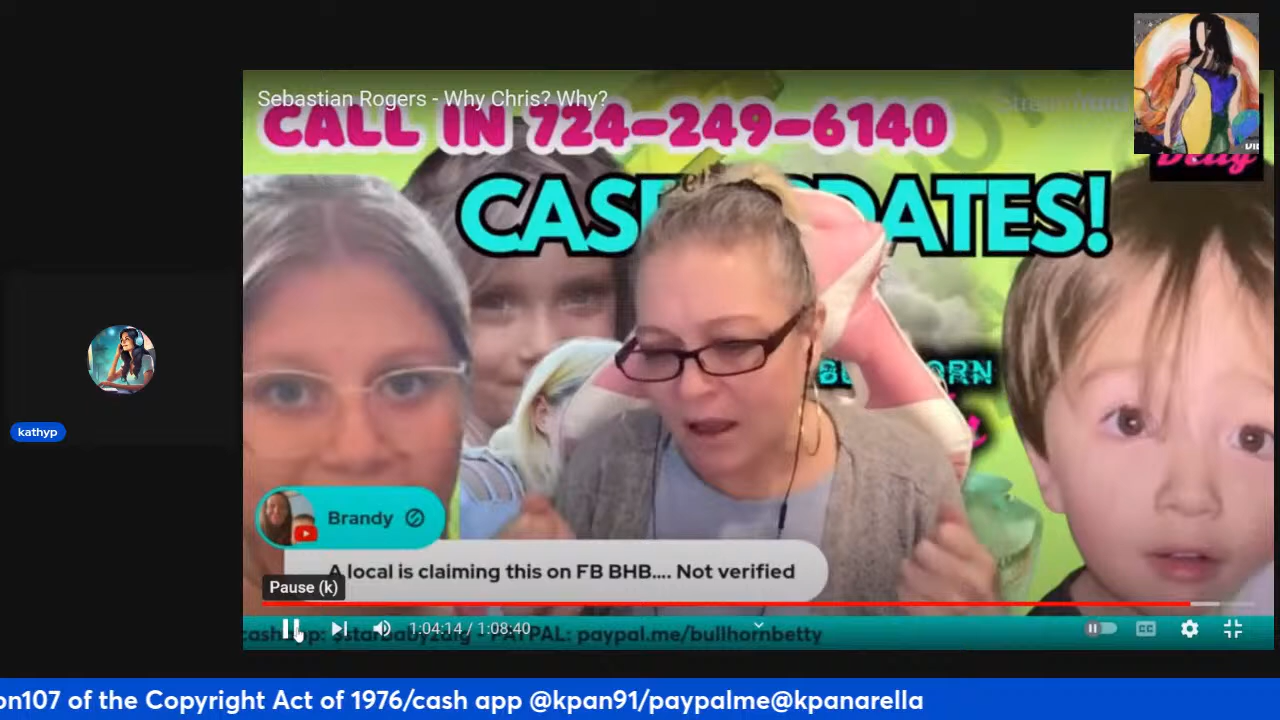 Sebastian Rogers - Why Chris? Why?
CALL IN 724-249-6140
Betty
kathyp
Brandy
A local is claiming this on FB BHB.... Not verified
Pause (k)
1:04:14 / 1:08:40
PAYPAL: paypal.me/bullhornbetty
CC
on107 of the Copyright Act of 1976/cash app @kpan91/paypalme@kpanarella